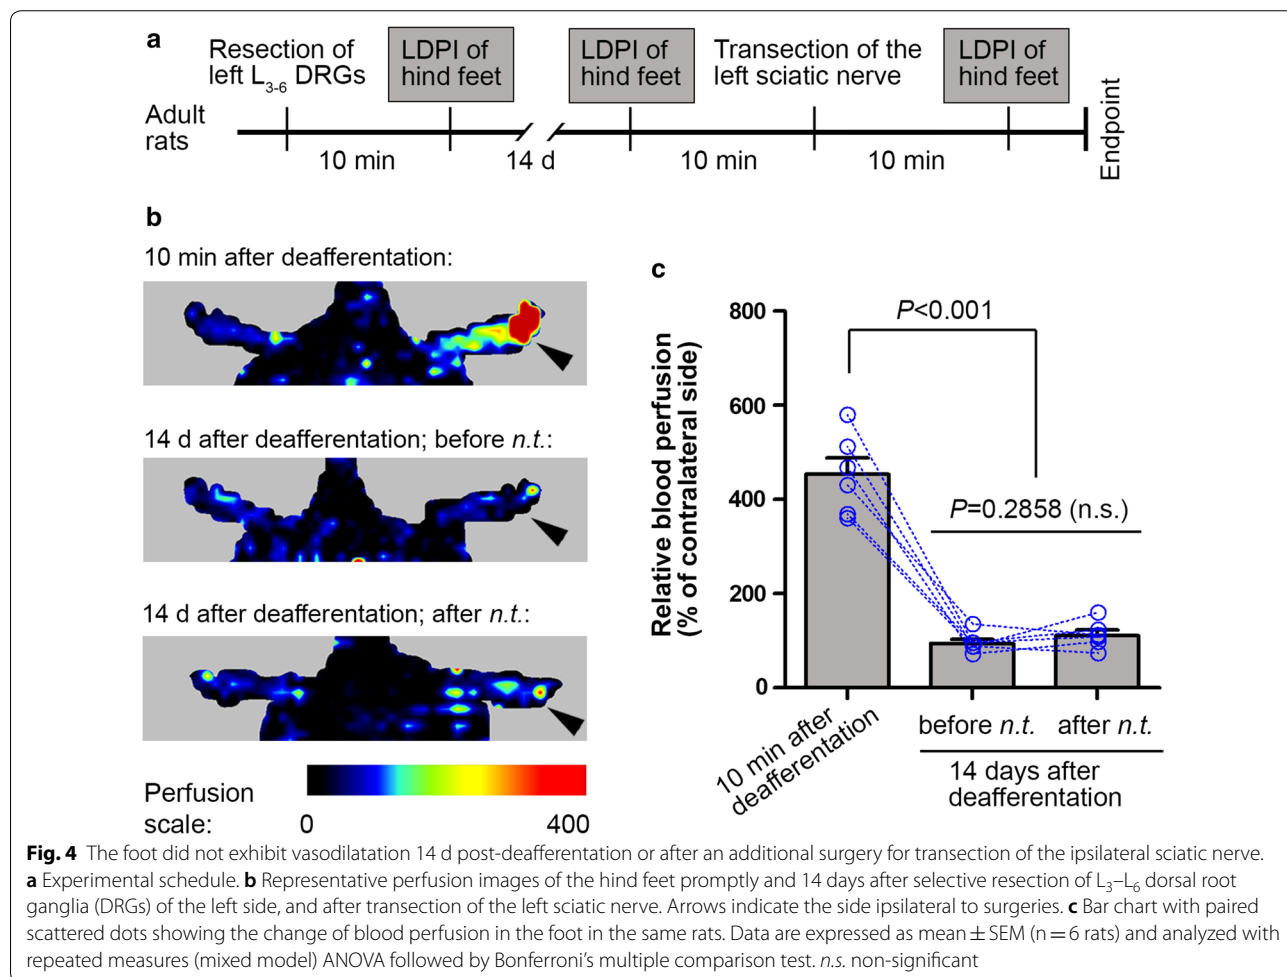 a
Resection of
left L3-6 DRGs
LDPI of
hind feet
LDPI of
hind feet
Transection of the
left sciatic nerve
LDPI of
hind feet
Adult
rats
10 min
14 d
10 min
10 min
Endpoint
b
10 min after deafferentation:
14 d after deafferentation; before n.t.:
14 d after deafferentation; after n.t.:
Perfusion
scale:
0
400
c
Relative blood perfusion
(% of contralateral side)
800
600
400
200
0
P<0.001
P=0.2858 (n.s.)
10 min after
deafferentation
before n.t.
after n.t.
14 days after
deafferentation
Fig. 4 The foot did not exhibit vasodilatation 14 d post-deafferentation or after an additional surgery for transection of the ipsilateral sciatic nerve.
a Experimental schedule. b Representative perfusion images of the hind feet promptly and 14 days after selective resection of L3–L6 dorsal root
ganglia (DRGs) of the left side, and after transection of the left sciatic nerve. Arrows indicate the side ipsilateral to surgeries. c Bar chart with paired
scattered dots showing the change of blood perfusion in the foot in the same rats. Data are expressed as mean ± SEM (n = 6 rats) and analyzed with
repeated measures (mixed model) ANOVA followed by Bonferroni's multiple comparison test. n.s. non-significant